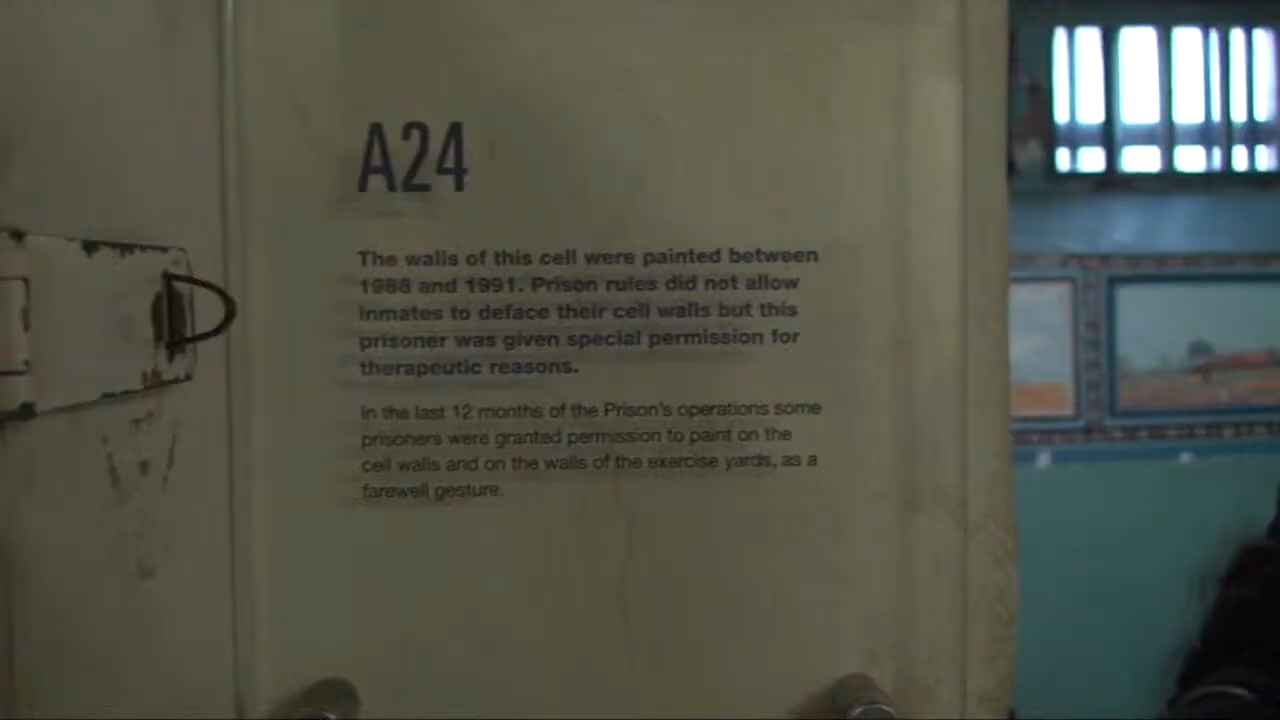 A24
The walls of this cell were painted between
1988 and 1991. Prison rules did not allow
inmates to deface their cell walls but this
prisoner was given special permission for
therapeutic reasons.
In the last 12 months of the Prison's operations some
prisoners were granted permission to paint on the
cell walls and on the walls of the exercise yards, as a
farewell gesture.